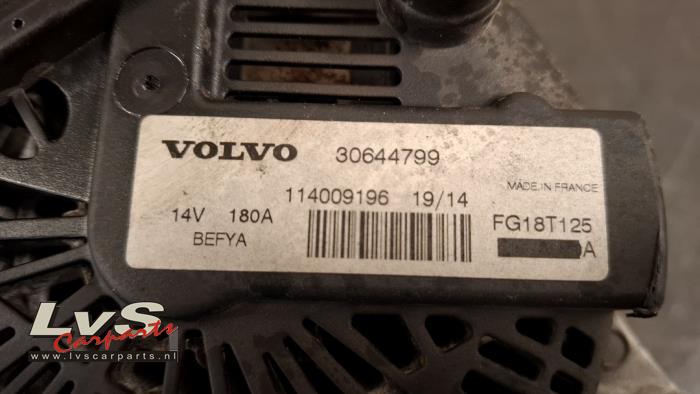 VOLVO 30644799
114009196 19/14 MADE IN FRANCE
14V 180A FG18T125
BEFYA A
LvS
Carparts
www.lvscarparts.nl